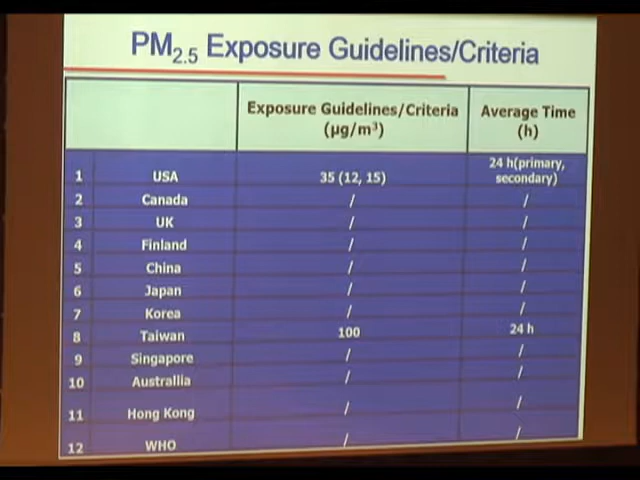 PM2.5 Exposure Guidelines/Criteria
Exposure Guidelines/Criteria (µg/m³) Average Time (h)
1 USA 35 (12, 15) 24 h(primary, secondary)
2 Canada / /
3 UK / /
4 Finland / /
5 China / /
6 Japan / /
7 Korea / /
8 Taiwan 100 24 h
9 Singapore / /
10 Australlia / /
11 Hong Kong / /
12 WHO / /